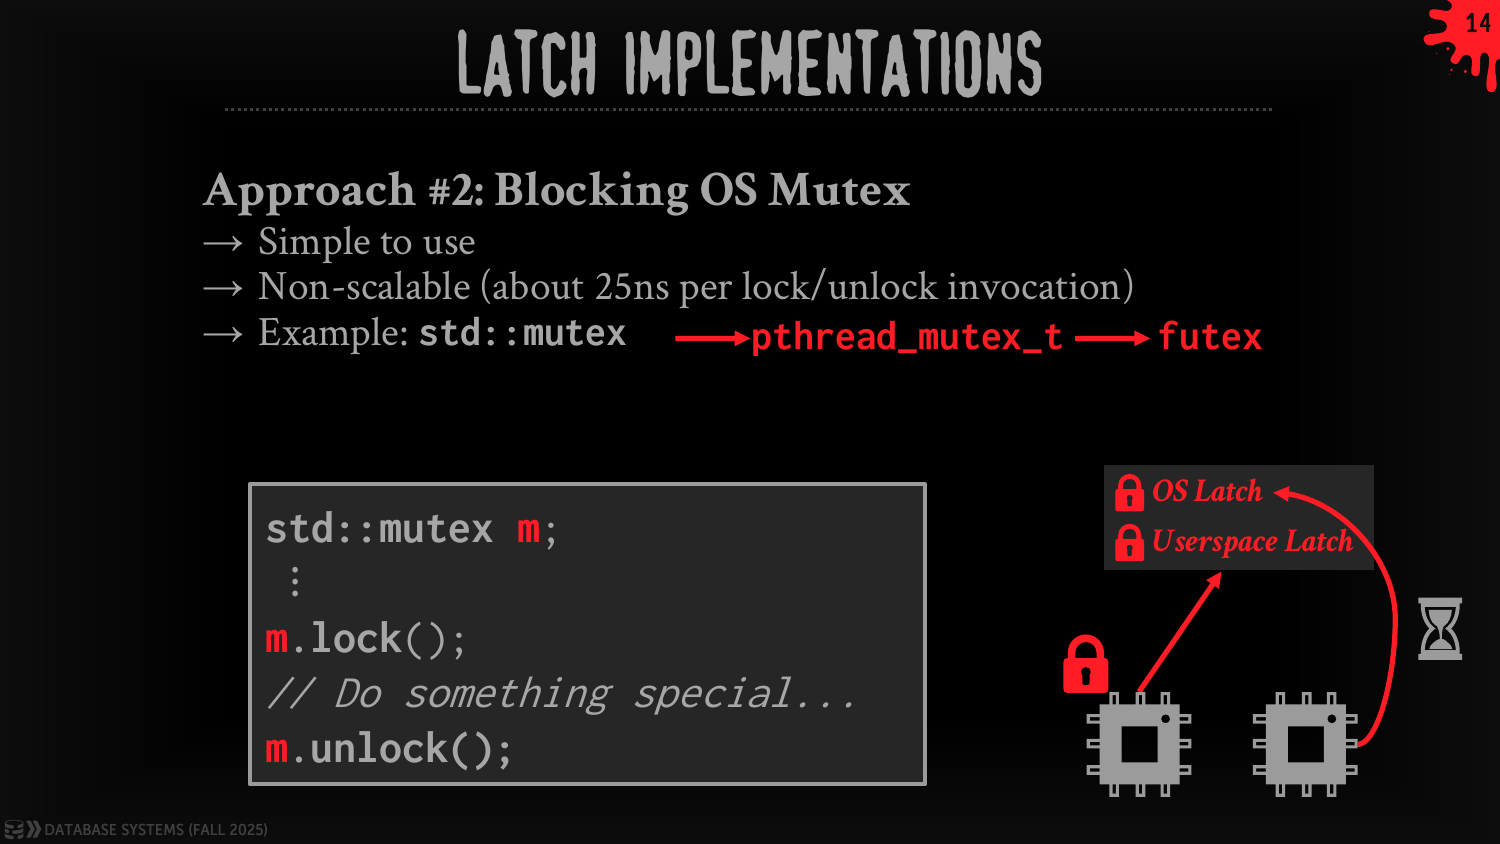 14
LATCH IMPLEMENTATIONS
Approach #2: Blocking OS Mutex
→ Simple to use
→ Non-scalable (about 25ns per lock/unlock invocation)
→ Example: std::mutex → pthread_mutex_t → futex
std::mutex m;
⋮
m.lock();
// Do something special...
m.unlock();
OS Latch
Userspace Latch
DATABASE SYSTEMS (FALL 2025)